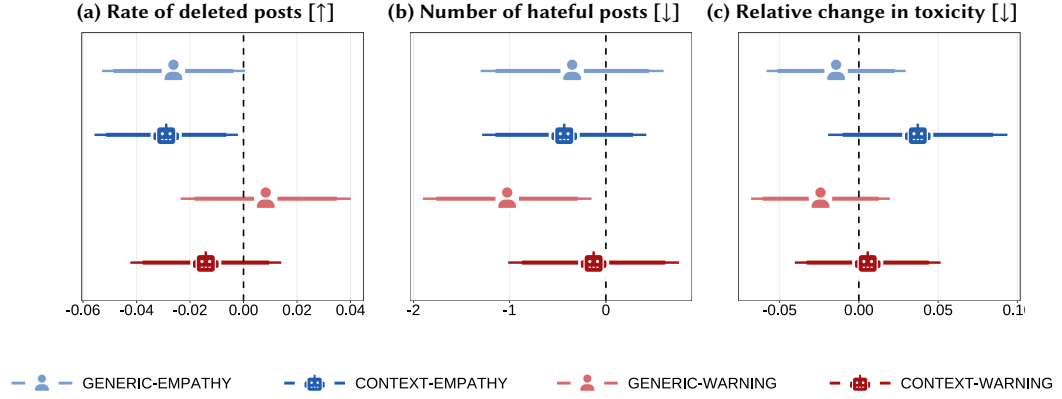 (a) Rate of deleted posts [↑] (b) Number of hateful posts [↓] (c) Relative change in toxicity [↓]
-0.06 -0.04 -0.02 0.00 0.02 0.04 -2 -1 0 -0.05 0.00 0.05
GENERIC-EMPATHY CONTEXT-EMPATHY GENERIC-WARNING CONTEXT-WARNING